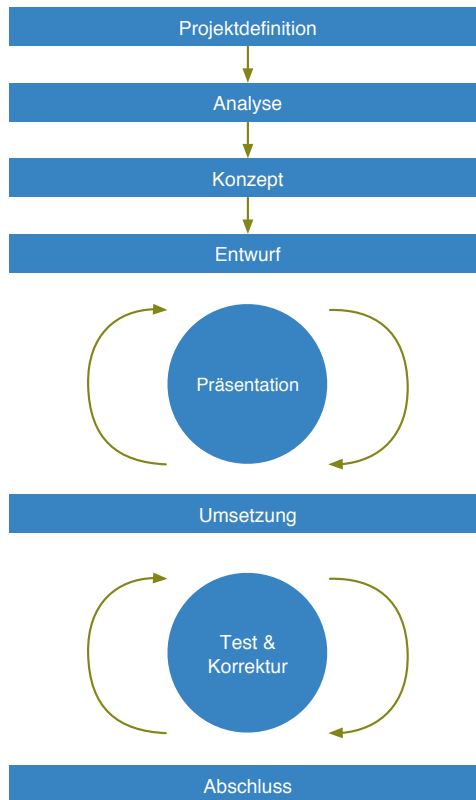 Projektdefinition
Analyse
Konzept
Entwurf
Präsentation
Umsetzung
Test &
Korrektur
Abschluss